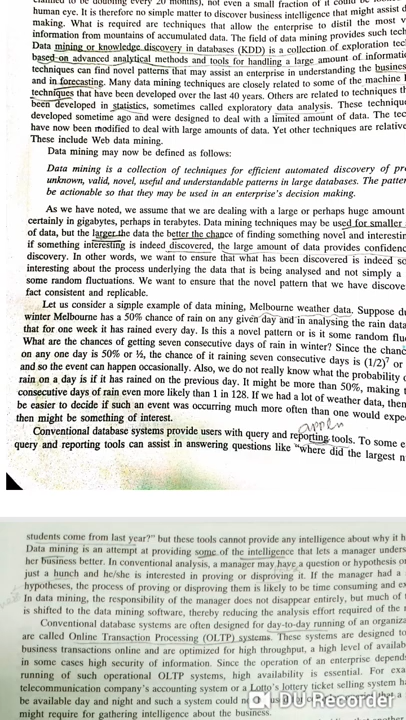 claimed to be doubling every 20 months), not even a small fraction of it could be
human eye. It is therefore no simple matter to discover business intelligence that might assist d
making. What is required are techniques that allow the enterprise to distil the most v
information from mountains of accumulated data. The field of data mining provides such tech
Data mining or knowledge discovery in databases (KDD) is a collection of exploration tec
based on advanced analytical methods and tools for handling a large amount of informati
techniques can find novel patterns that may assist an enterprise in understanding the busines
and in forecasting. Many data mining techniques are closely related to some of the machine l
techniques that have been developed over the last 40 years. Others are related to techniques th
been developed in statistics, sometimes called exploratory data analysis. These technique
developed sometime ago and were designed to deal with a limited amount of data. The tec
have now been modified to deal with large amounts of data. Yet other techniques are relative
These include Web data mining.
Data mining may now be defined as follows:
Data mining is a collection of techniques for efficient automated discovery of pre
unknown, valid, novel, useful and understandable patterns in large databases. The patter
be actionable so that they may be used in an enterprise's decision making.
As we have noted, we assume that we are dealing with a large or perhaps huge amount
certainly in gigabytes, perhaps in terabytes. Data mining techniques may be used for smaller
of data, but the larger the data the better the chance of finding something novel and interestin
if something interesting is indeed discovered, the large amount of data provides confidenc
discovery. In other words, we want to ensure that what has been discovered is indeed so
interesting about the process underlying the data that is being analysed and not simply a
some random fluctuations. We want to ensure that the novel pattern that we have discove
fact consistent and replicable.
Let us consider a simple example of data mining, Melbourne weather data. Suppose du
winter Melbourne has a 50% chance of rain on any given day and in analysing the rain data
that for one week it has rained every day. Is this a novel pattern or is it some random fluc
What are the chances of getting seven consecutive days of rain in winter? Since the chanc
on any one day is 50% or ½, the chance of it raining seven consecutive days is (1/2)⁷ or
and so the event can happen occasionally. Also, we do not really know what the probability o
rain on a day is if it has rained on the previous day. It might be more than 50%, making t
consecutive days of rain even more likely than 1 in 128. If we had a lot of weather data, then
be easier to decide if such an event was occurring much more often than one would expe
then might be something of interest.
Conventional database systems provide users with query and reporting tools. To some e
query and reporting tools can assist in answering questions like "where did the largest n
students come from last year?" but these tools cannot provide any intelligence about why it h
Data mining is an attempt at providing some of the intelligence that lets a manager unders
her business better. In conventional analysis, a manager may have a question or hypothesis or
just a hunch and he/she is interested in proving or disproving it. If the manager had a
hypotheses, the process of proving or disproving them is likely to be time consuming and ex
In data mining, the responsibility of the manager does not disappear entirely, but much of t
is shifted to the data mining software, thereby reducing the analysis effort required of the
Conventional database systems are often designed for day-to-day running of an organiza
are called Online Transaction Processing (OLTP) systems. These systems are designed to
business transactions online and are optimized for high throughput, a high level of availab
in some cases high security of information. Since the operation of an enterprise depend
running of such operational OLTP systems, high availability is essential. For exa
telecommunication company's accounting system or a Lotto's lottery ticket selling system ha
be available day and night and such a system could not
might require for gathering intelligence about the business.
DU Recorder